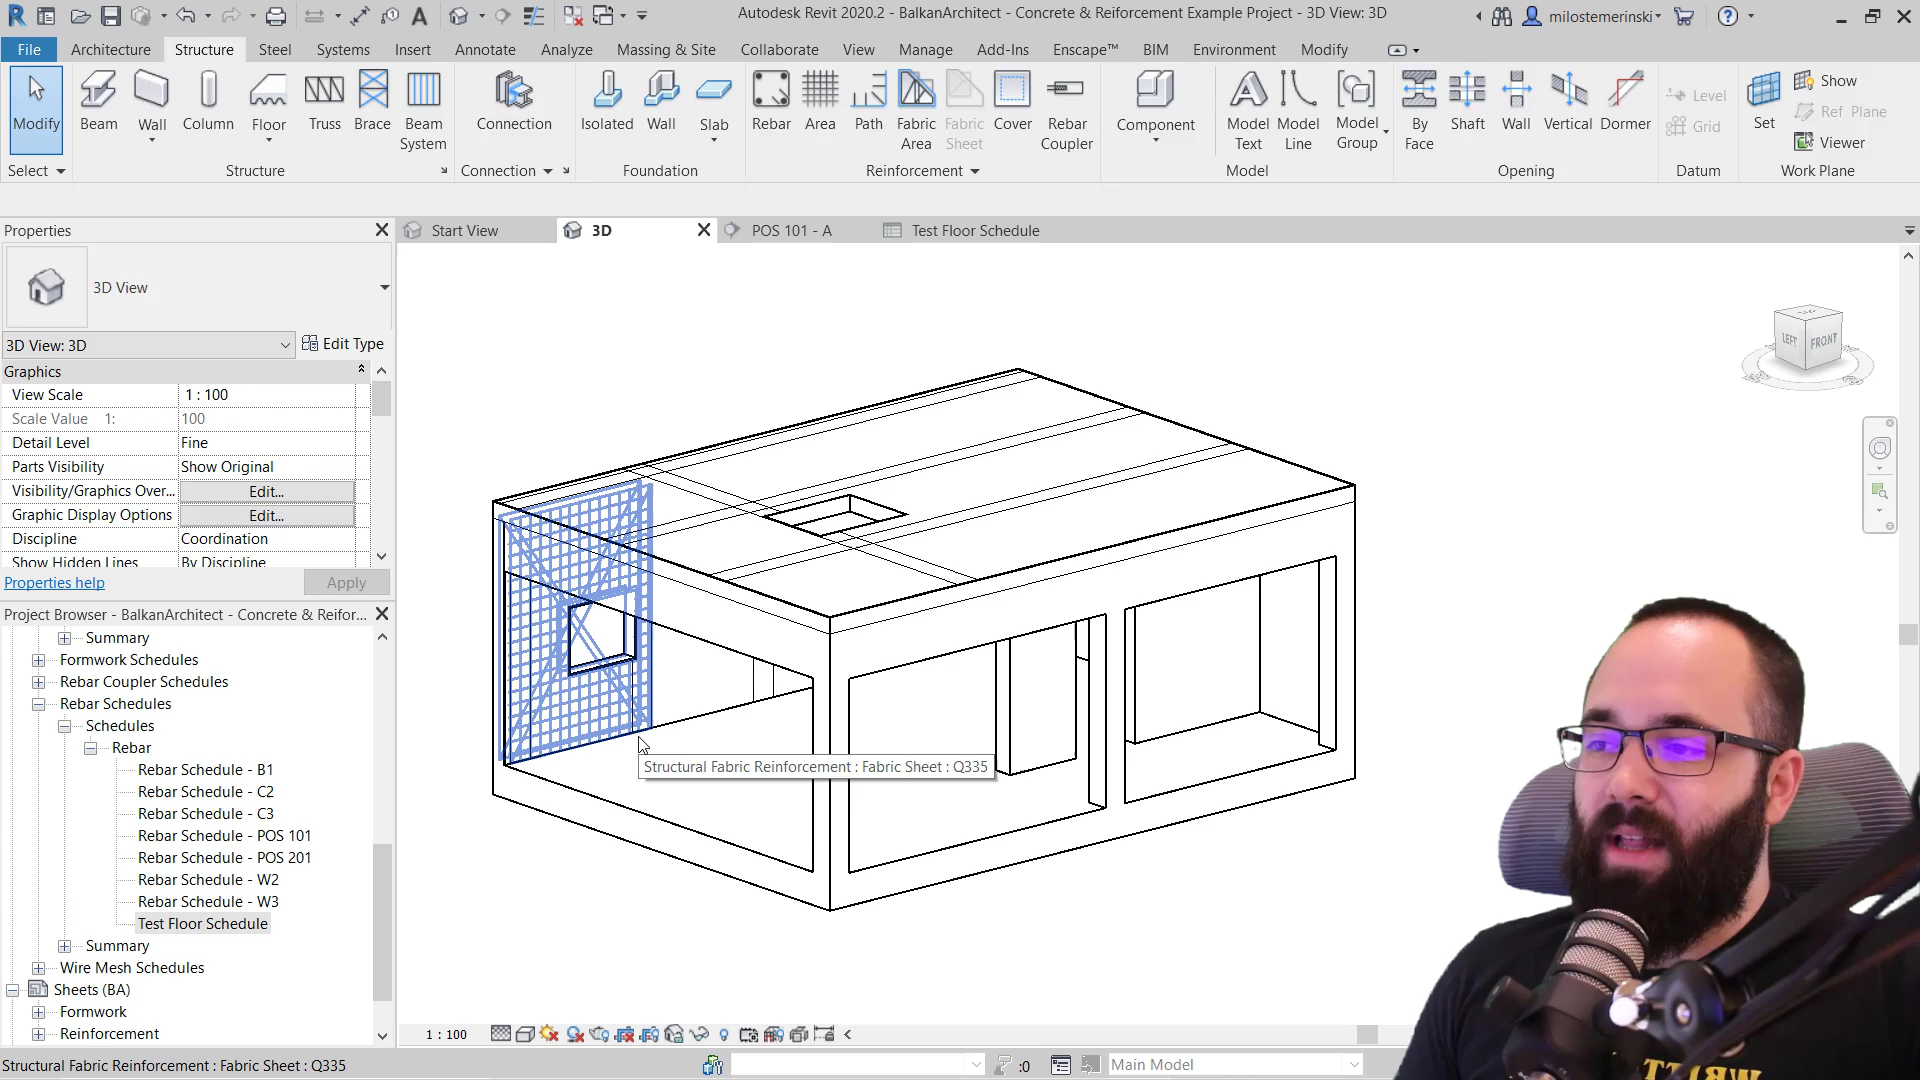 Autodesk Revit 2020.2 - BalkanArchitect - Concrete & Reiforcement Example Project - 3D View: 3D
milostemerinski
File Architecture Structure Steel Systems Insert Annotate Analyze Massing & Site Collaborate View Manage Add-Ins Enscape™ BIM Environment Modify
Modify Beam Wall Column Floor Truss Brace Beam System Connection Isolated Wall Slab Rebar Area Path Fabric Area Fabric Sheet Cover Rebar Coupler Component Model Text Model Line Model Group By Face Shaft Wall Vertical Dormer Level Grid Set Show Ref Plane Viewer
Select Structure Connection Foundation Reinforcement Model Opening Datum Work Plane
Properties
Start View 3D POS 101 - A Test Floor Schedule
3D View
3D View: 3D Edit Type
Graphics
View Scale 1 : 100
Scale Value 1: 100
Detail Level Fine
Parts Visibility Show Original
Visibility/Graphics Over... Edit...
Graphic Display Options Edit...
Discipline Coordination
Show Hidden Lines By Discipline
Properties help Apply
Project Browser - BalkanArchitect - Concrete & Reifor...
Summary
Formwork Schedules
Rebar Coupler Schedules
Rebar Schedules
Schedules
Rebar
Rebar Schedule - B1
Rebar Schedule - C2
Rebar Schedule - C3
Rebar Schedule - POS 101
Rebar Schedule - POS 201
Rebar Schedule - W2
Rebar Schedule - W3
Test Floor Schedule
Summary
Wire Mesh Schedules
Sheets (BA)
Formwork
Reinforcement
LEFT FRONT
Structural Fabric Reinforcement : Fabric Sheet : Q335
1 : 100
Structural Fabric Reinforcement : Fabric Sheet : Q335
:0
Main Model